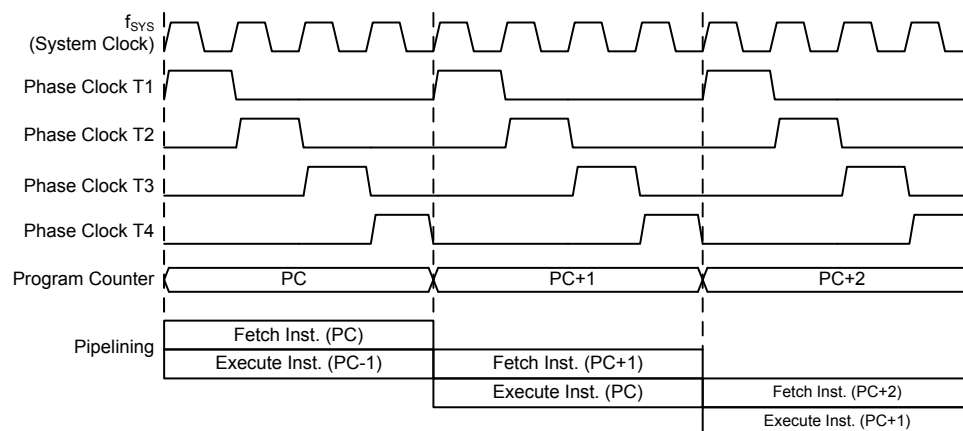 fSYS
(System Clock)
Phase Clock T1
Phase Clock T2
Phase Clock T3
Phase Clock T4
Program Counter PC PC+1 PC+2
Pipelining
Fetch Inst. (PC)
Execute Inst. (PC-1) Fetch Inst. (PC+1)
Execute Inst. (PC) Fetch Inst. (PC+2)
Execute Inst. (PC+1)